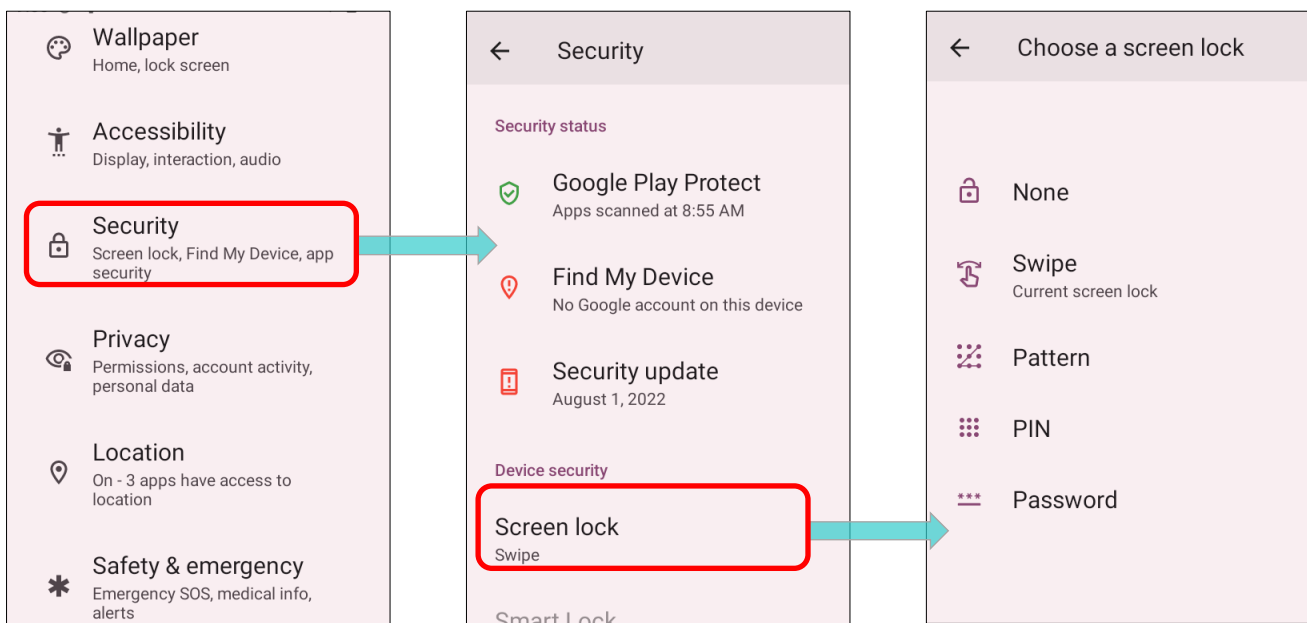 Wallpaper
Home, lock screen
Accessibility
Display, interaction, audio
Security
Screen lock, Find My Device, app
security
Privacy
Permissions, account activity,
personal data
Location
On - 3 apps have access to
location
Safety & emergency
Emergency SOS, medical info,
alerts
Security
Security status
Google Play Protect
Apps scanned at 8:55 AM
Find My Device
No Google account on this device
Security update
August 1, 2022
Device security
Screen lock
Swipe
Smart Lock
Choose a screen lock
None
Swipe
Current screen lock
Pattern
PIN
Password